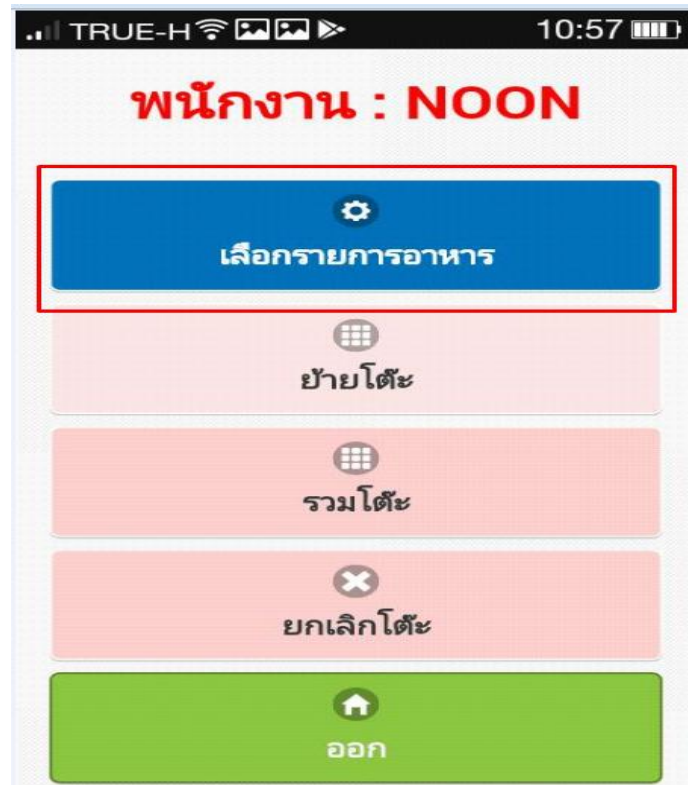 TRUE-H 10:57
พนักงาน : NOON
เลือกรายการอาหาร
ย้ายโต๊ะ
รวมโต๊ะ
ยกเลิกโต๊ะ
ออก